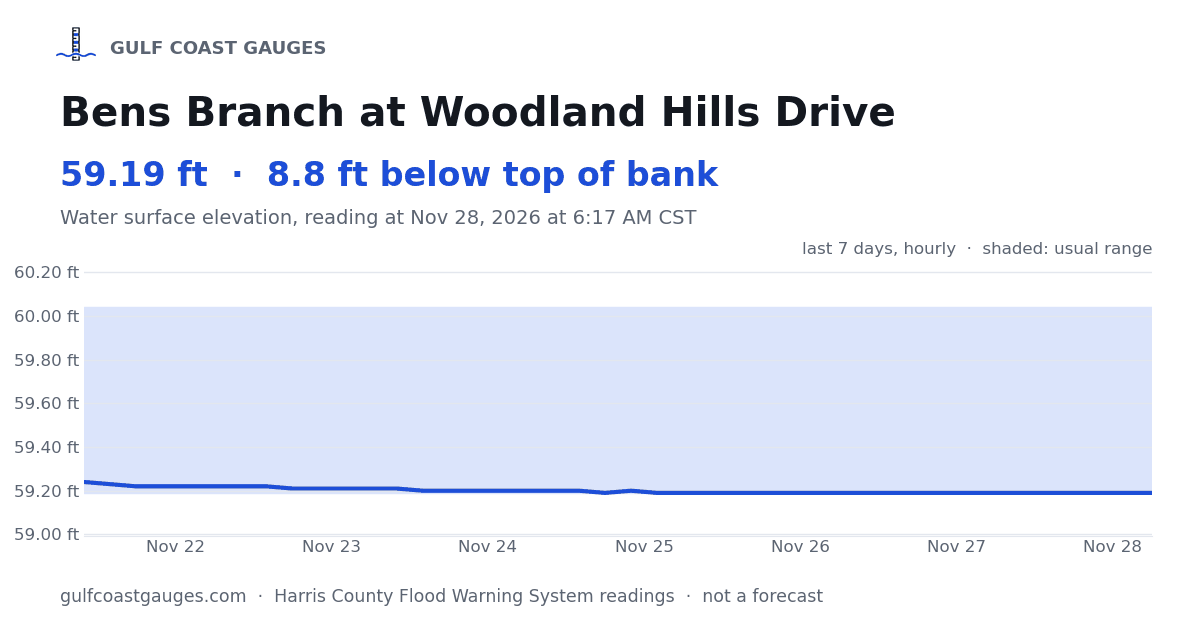 GULF COAST GAUGES
Bens Branch at Woodland Hills Drive
59.19 ft · 8.8 ft below top of bank
Water surface elevation, reading at Nov 28, 2026 at 6:17 AM CST
last 7 days, hourly · shaded: usual range
60.20 ft
60.00 ft
59.80 ft
59.60 ft
59.40 ft
59.20 ft
59.00 ft
Nov 22 Nov 23 Nov 24 Nov 25 Nov 26 Nov 27 Nov 28
gulfcoastgauges.com · Harris County Flood Warning System readings · not a forecast